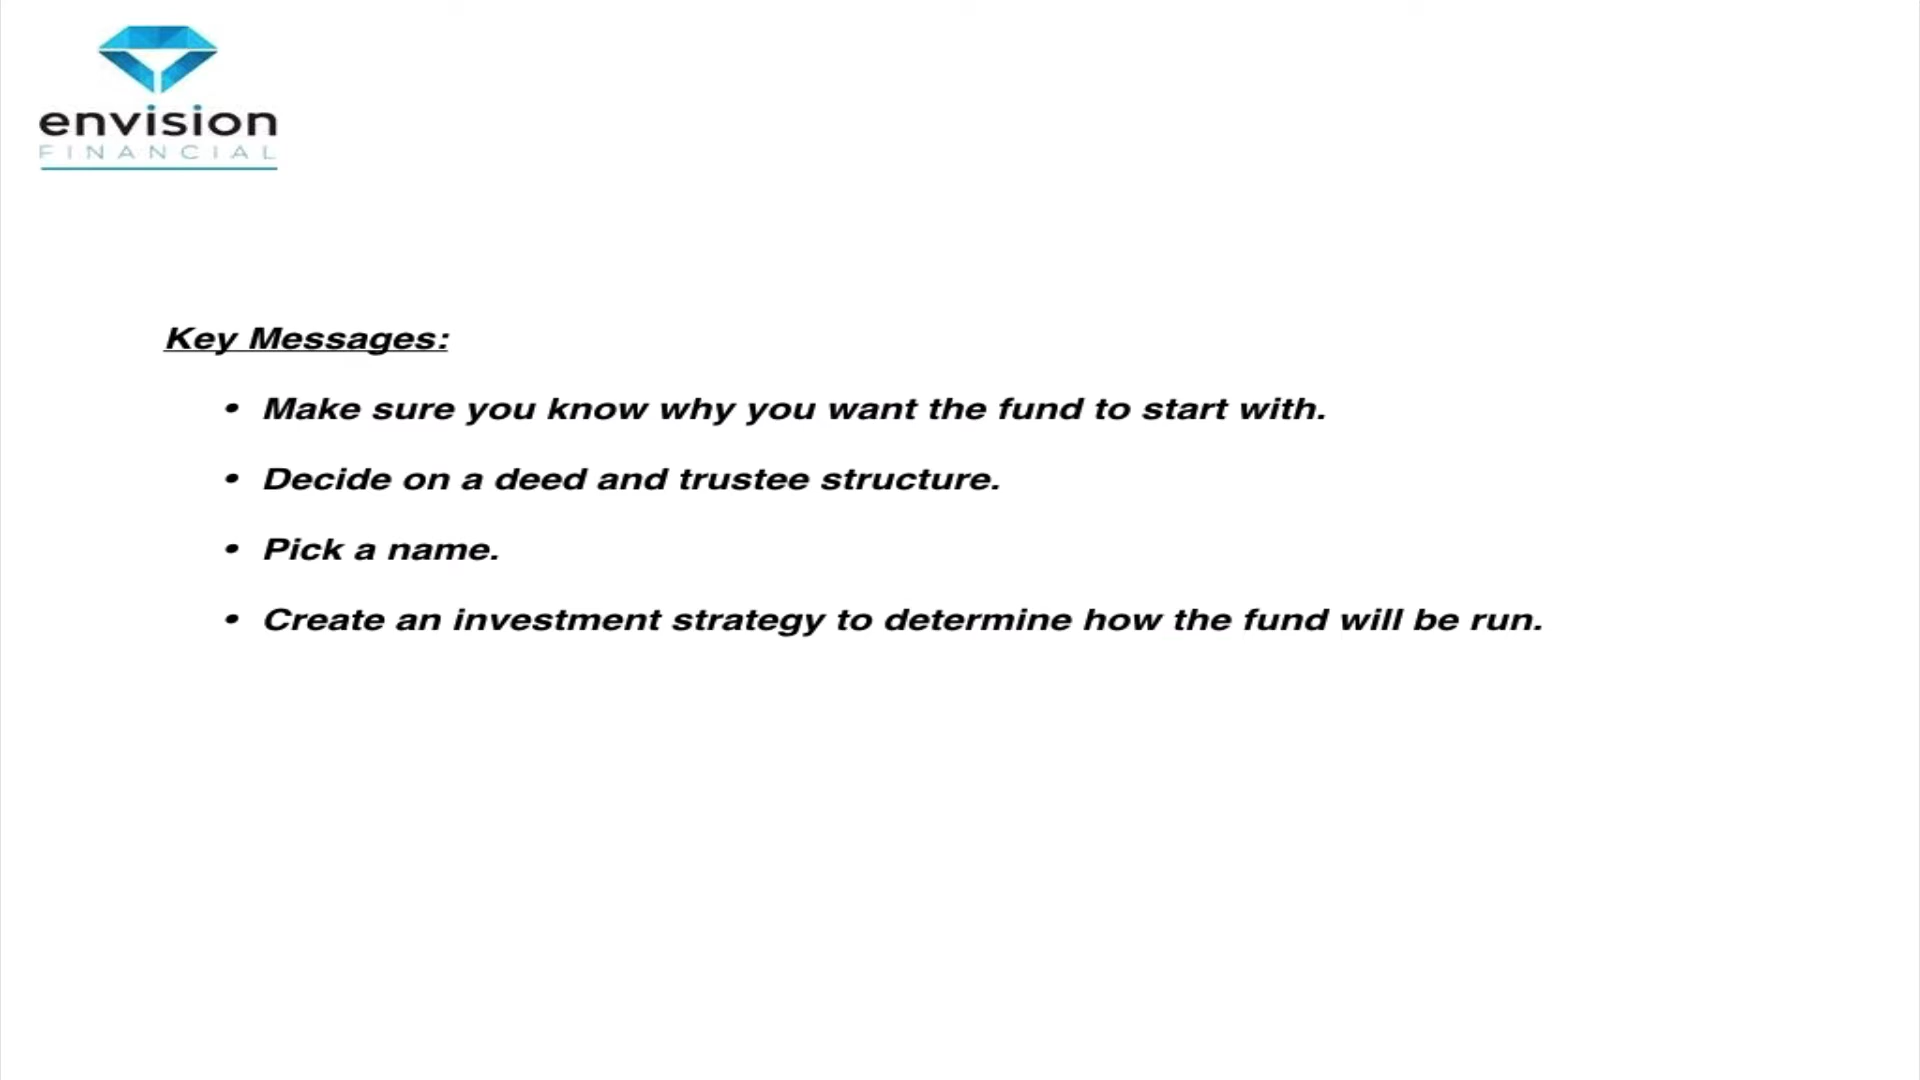 envision
FINANCIAL
Key Messages:
• Make sure you know why you want the fund to start with.
• Decide on a deed and trustee structure.
• Pick a name.
• Create an investment strategy to determine how the fund will be run.